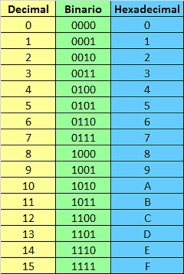 Decimal Binario Hexadecimal
0 0000 0
1 0001 1
2 0010 2
3 0011 3
4 0100 4
5 0101 5
6 0110 6
7 0111 7
8 1000 8
9 1001 9
10 1010 A
11 1011 B
12 1100 C
13 1101 D
14 1110 E
15 1111 F